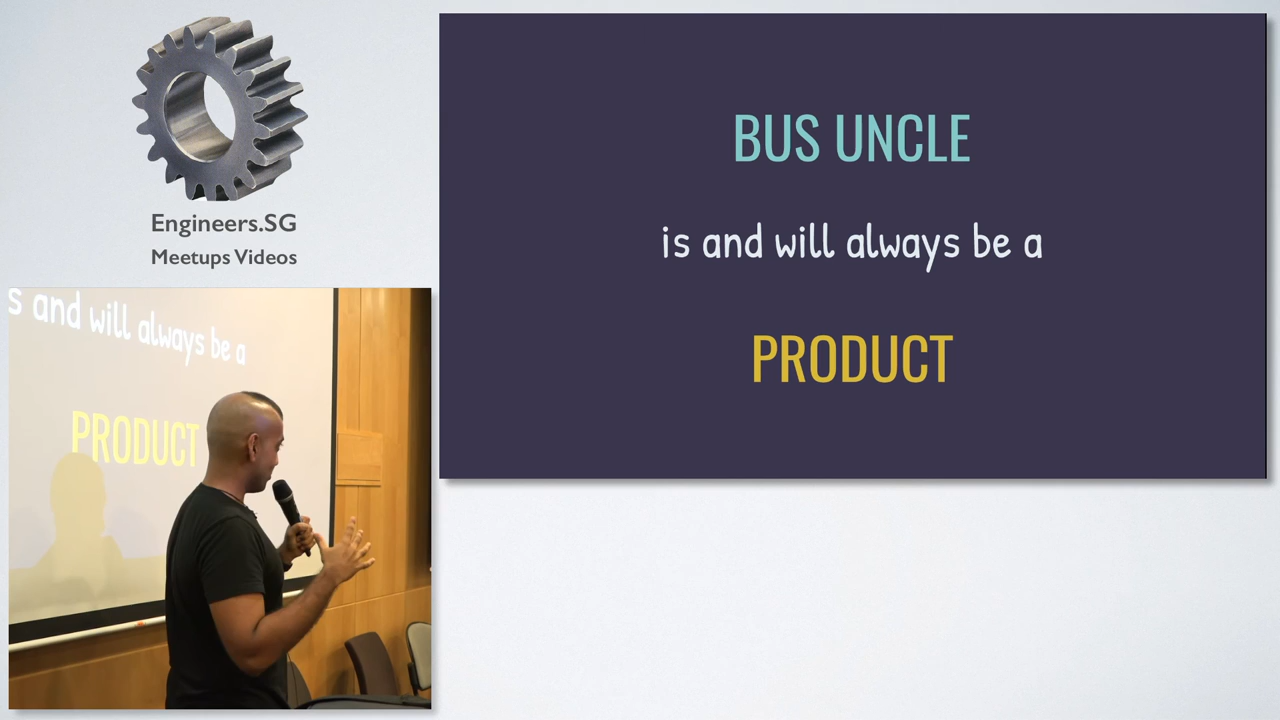 Engineers.SG
Meetups Videos
BUS UNCLE
is and will always be a
PRODUCT
s and will always be a
PRODUCT